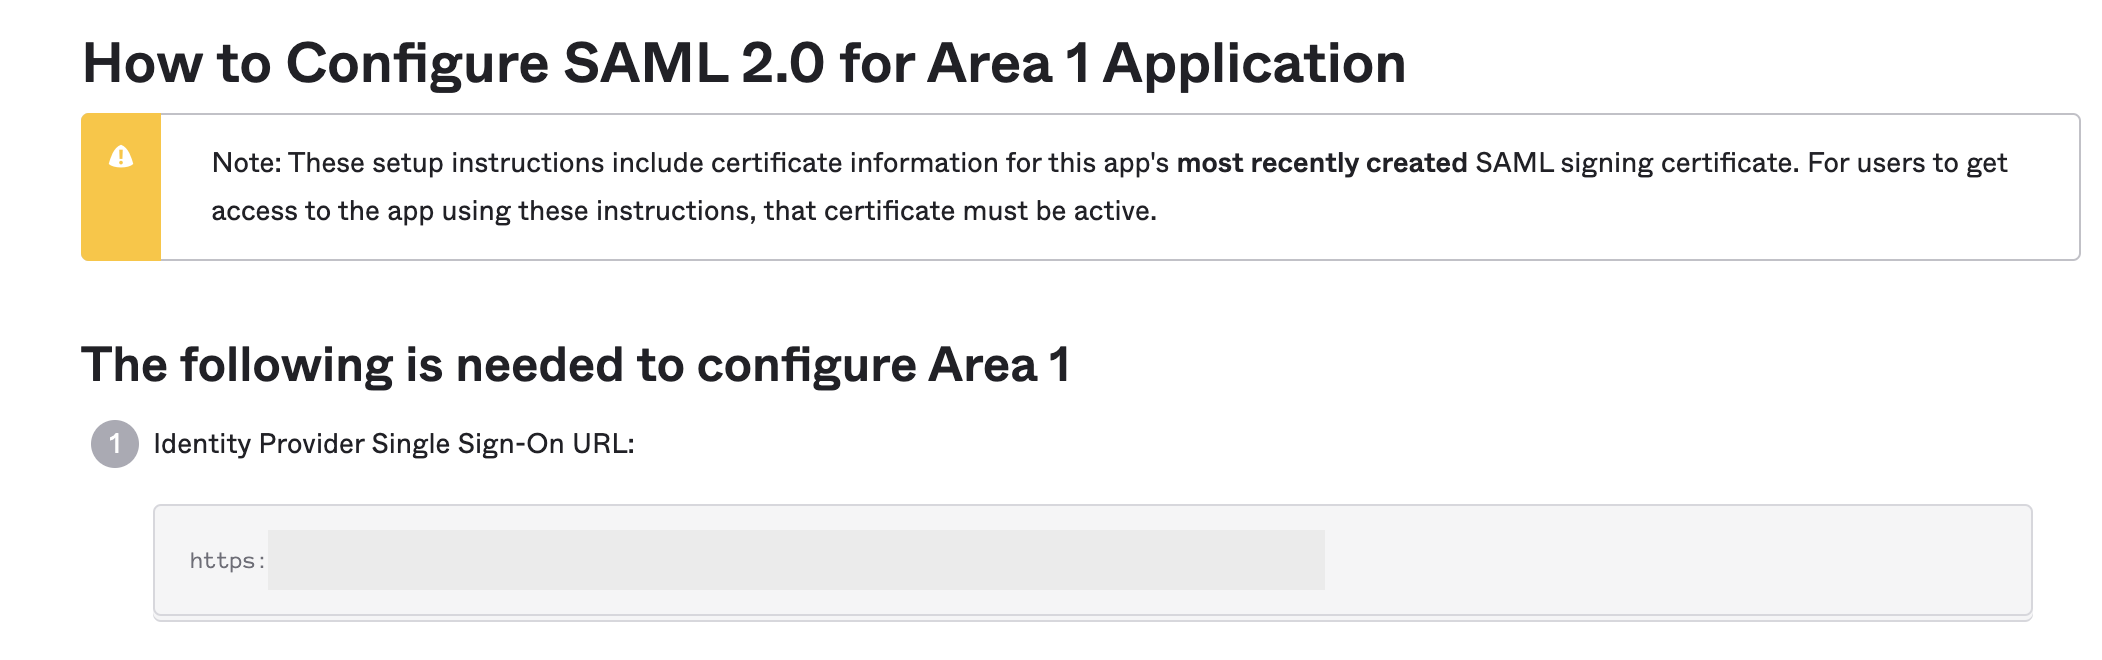 How to Configure SAML 2.0 for Area 1 Application
Note: These setup instructions include certificate information for this app's most recently created SAML signing certificate. For users to get
access to the app using these instructions, that certificate must be active.
The following is needed to configure Area 1
1 Identity Provider Single Sign-On URL:
https: